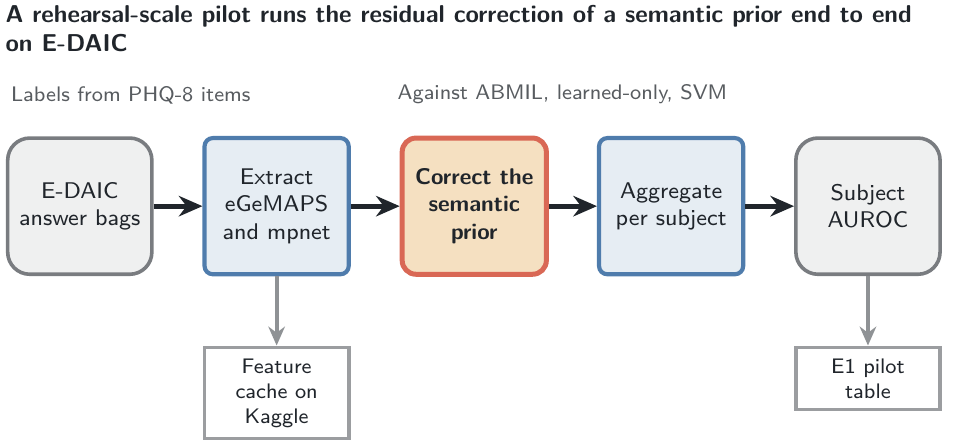 A rehearsal-scale pilot runs the residual correction of a semantic prior end to end
on E-DAIC
Labels from PHQ-8 items
Against ABMIL, learned-only, SVM
E-DAIC
answer bags
Extract
eGeMAPS
and mpnet
Correct the
semantic
prior
Aggregate
per subject
Subject
AUROC
Feature
cache on
Kaggle
E1 pilot
table